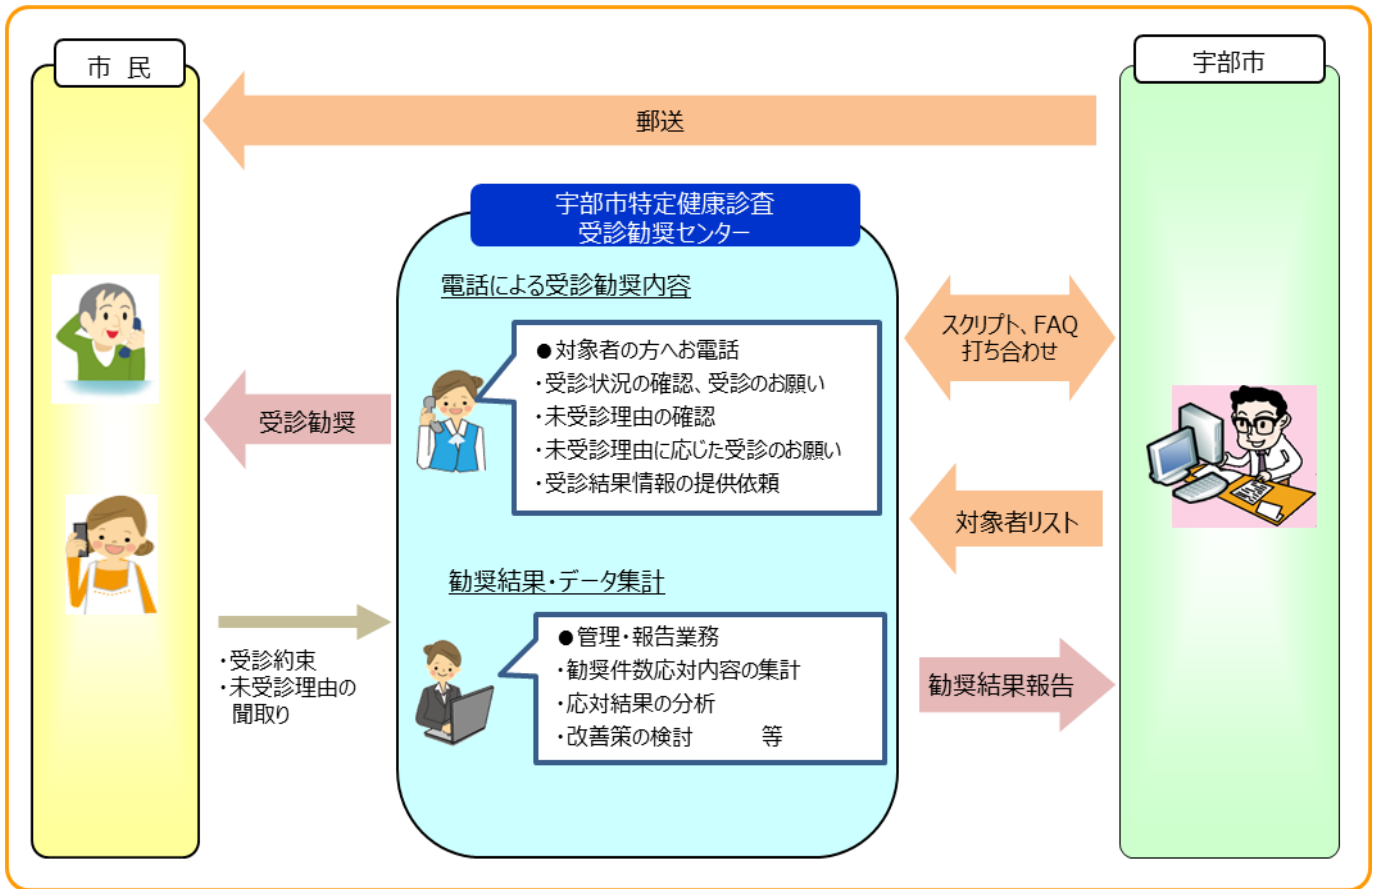 市 民
宇部市
郵送
宇部市特定健康診査
受診勧奨センター
電話による受診勧奨内容
●対象者の方へお電話
・受診状況の確認、受診のお願い
・未受診理由の確認
・未受診理由に応じた受診のお願い
・受診結果情報の提供依頼
スクリプト、FAQ
打ち合わせ
受診勧奨
対象者リスト
勧奨結果・データ集計
●管理・報告業務
・勧奨件数応対内容の集計
・応対結果の分析
・改善策の検討 等
・受診約束
・未受診理由の
聞取り
勧奨結果報告